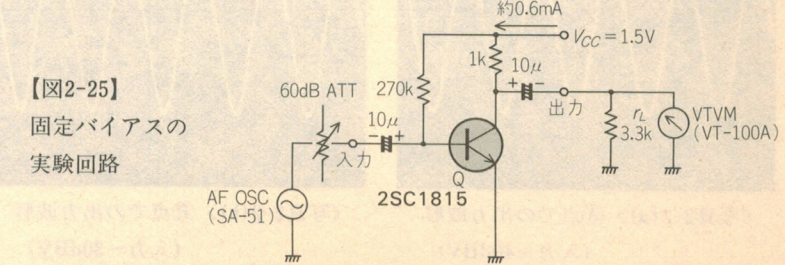 約0.6mA
VCC=1.5V
1k
10μ
+ -
【図2-25】
固定バイアスの
実験回路
60dB ATT
270k
10μ
- +
入力
出力
rL
3.3k
VTVM
(VT-100A)
Q
2SC1815
AF OSC
(SA-51)